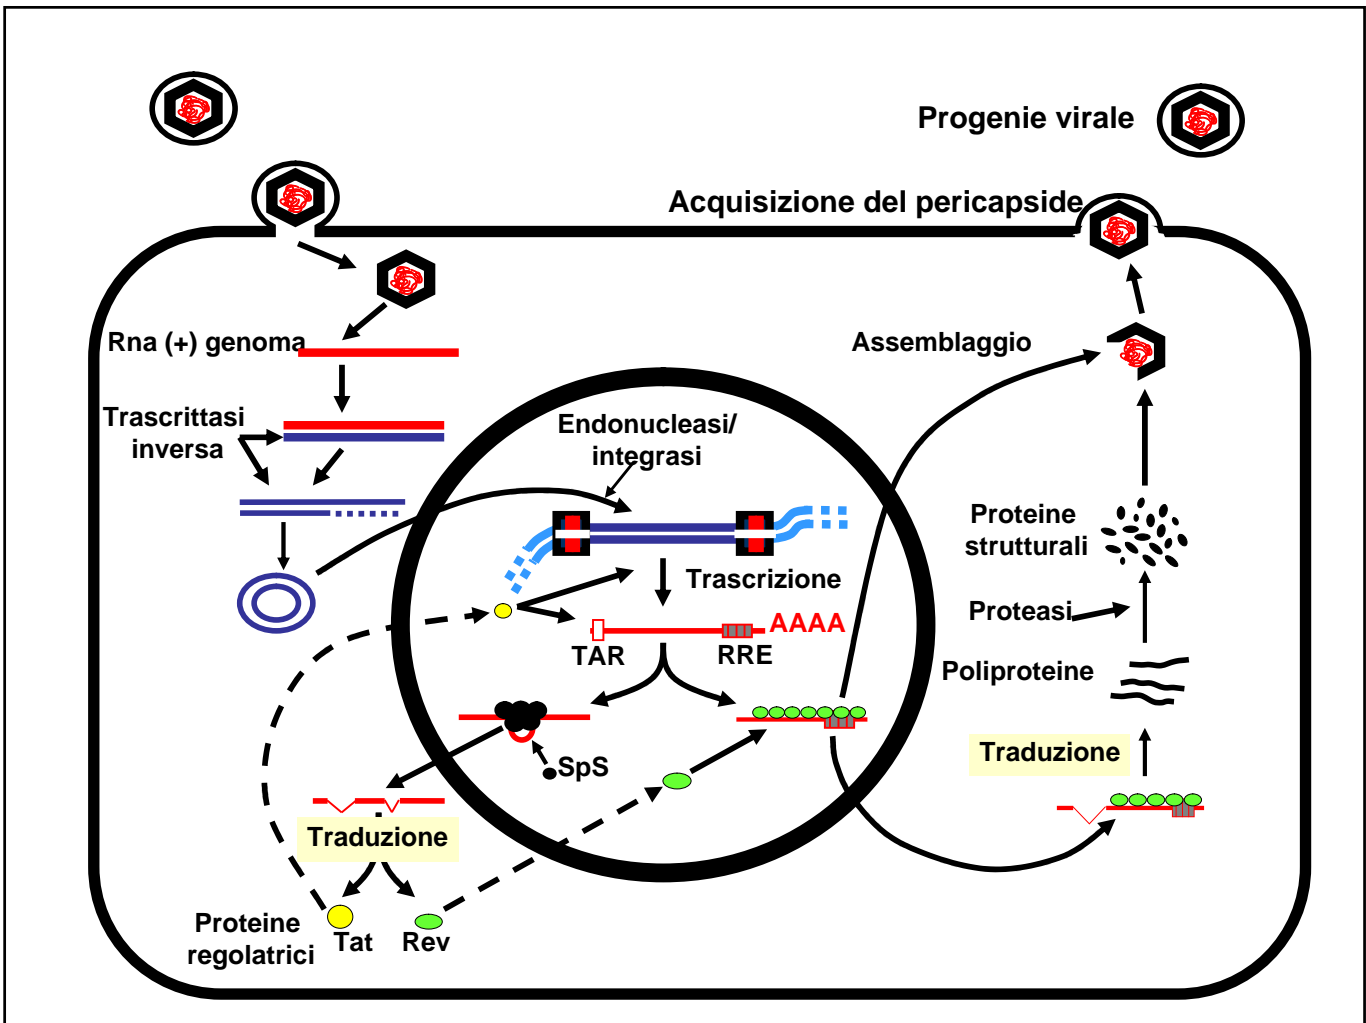 Progenie virale
Acquisizione del pericapside
Rna (+) genoma
Assemblaggio
Trascrittasi
inversa
Endonucleasi/
integrasi
Proteine
strutturali
Trascrizione
Proteasi
AAAA
TAR
RRE
Poliproteine
SpS
Traduzione
Traduzione
Proteine
regolatrici
Tat
Rev